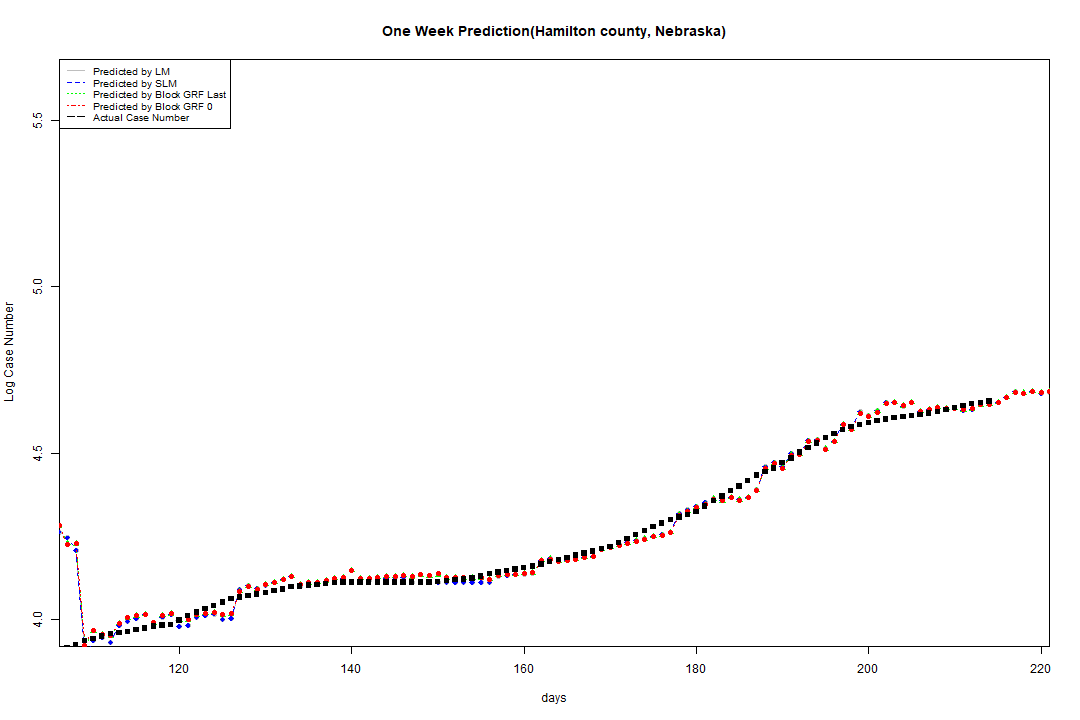 One Week Prediction(Hamilton county, Nebraska)
Predicted by LM
Predicted by SLM
Predicted by Block GRF Last
Predicted by Block GRF 0
Actual Case Number
5.5
5.0
4.5
4.0
Log Case Number
120 140 160 180 200 220
days